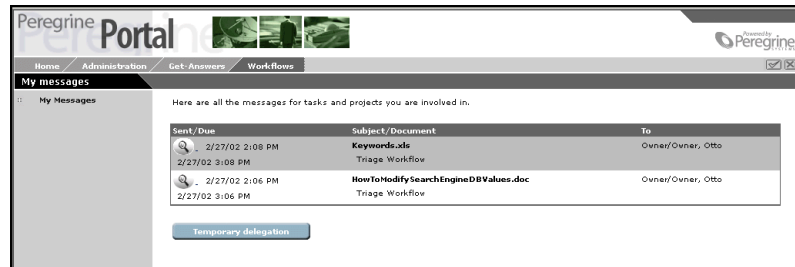 Peregrine Portal
Powered by
Peregrine
SYSTEMS
Home Administration Get-Answers Workflows
My messages
My Messages
Here are all the messages for tasks and projects you are involved in.
Sent/Due Subject/Document To
2/27/02 2:08 PM Keywords.xls Owner/Owner, Otto
2/27/02 3:08 PM Triage Workflow
2/27/02 2:06 PM HowToModifySearchEngineDBValues.doc Owner/Owner, Otto
2/27/02 3:06 PM Triage Workflow
Temporary delegation